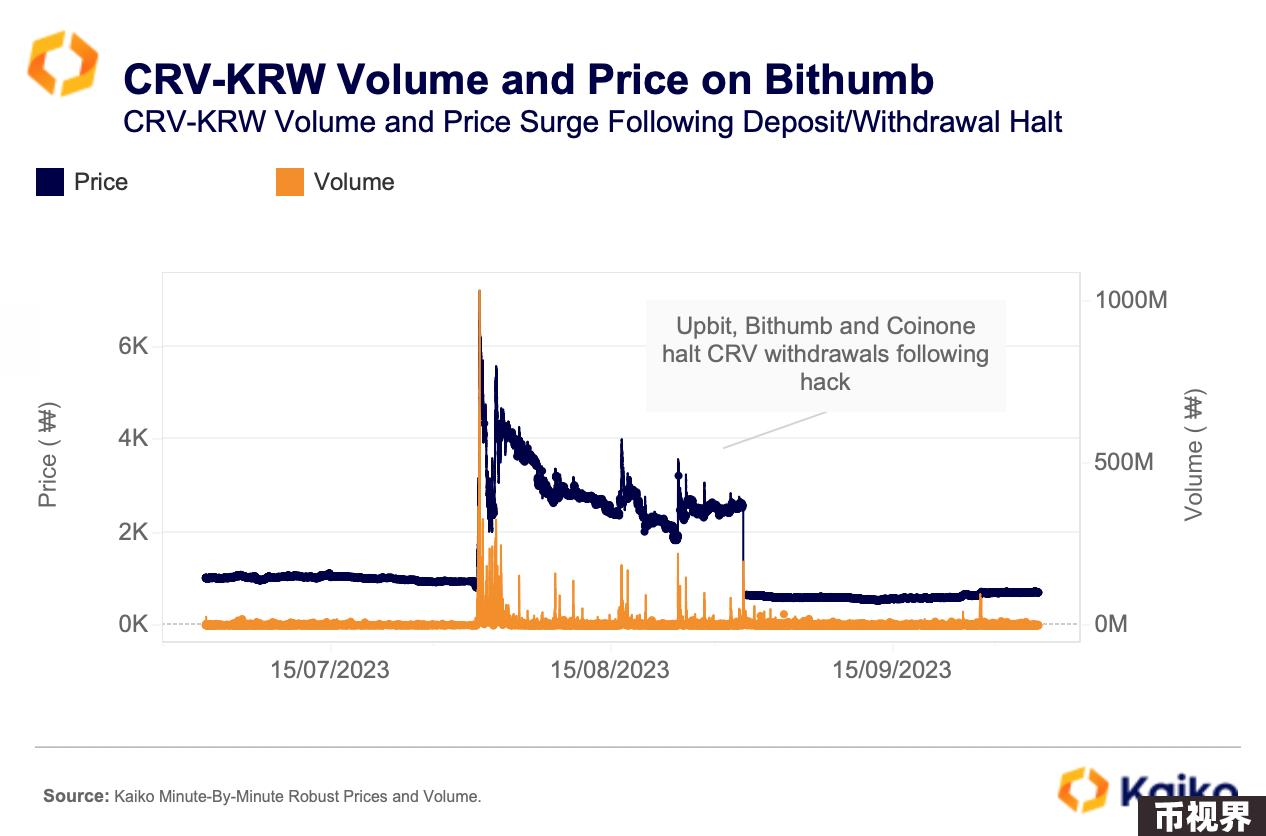 CRV-KRW Volume and Price on Bithumb
CRV-KRW Volume and Price Surge Following Deposit/Withdrawal Halt
Price
Volume
1000M
Upbit, Bithumb and Coinone
halt CRV withdrawals following
hack
6K
4K
500M
2K
0K
0M
Price ( ₩)
Volume ( ₩)
15/07/2023
15/08/2023
15/09/2023
Source: Kaiko Minute-By-Minute Robust Prices and Volume.
Kaiko
币视界